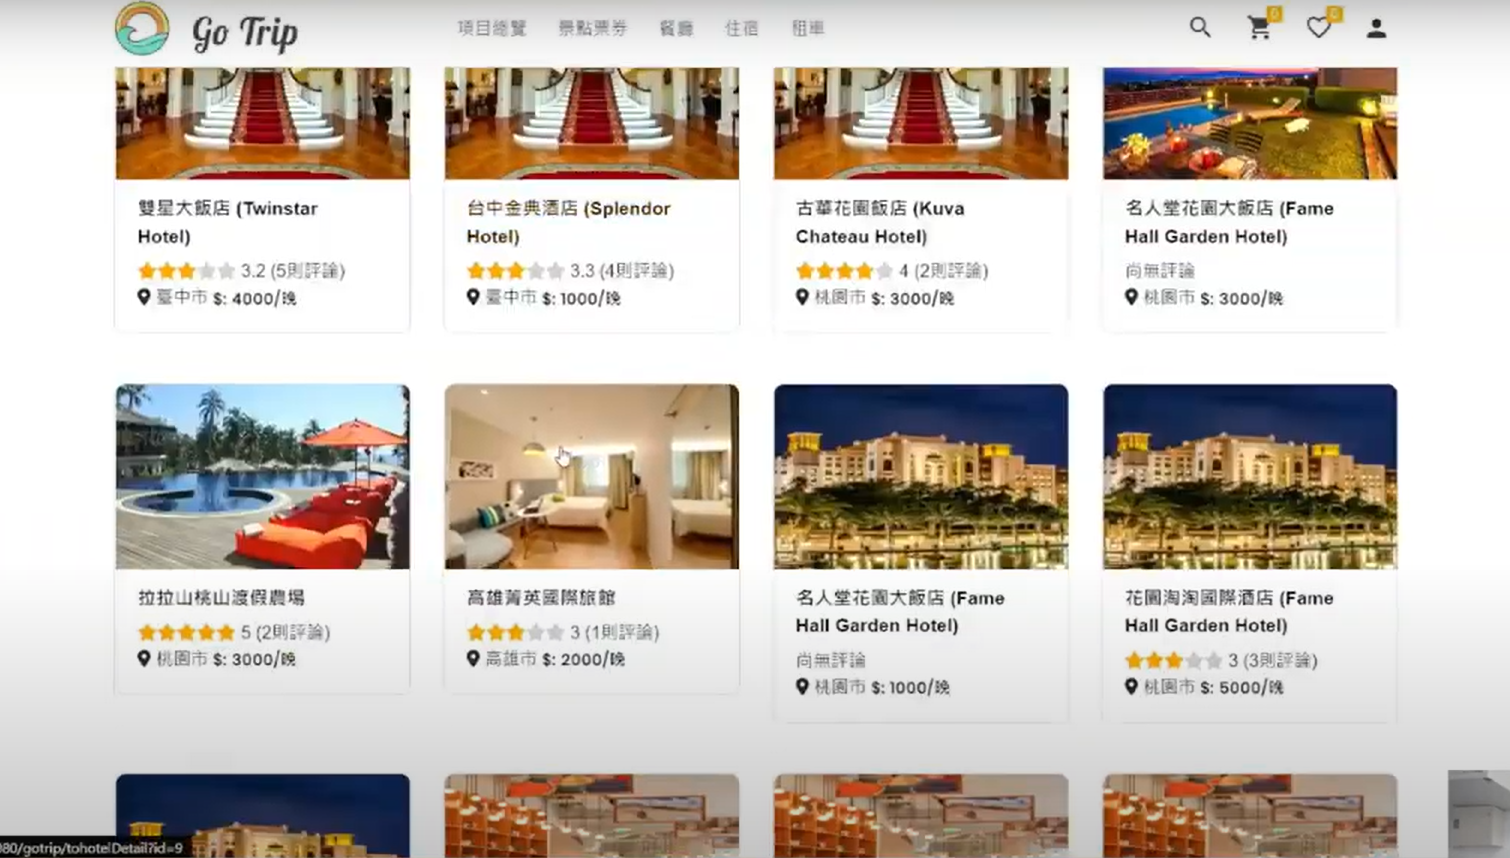 Go Trip
項目總覽 景點票券 餐廳 住宿 租車
0 0
雙星大飯店 (Twinstar
Hotel)
3.2 (5則評論)
臺中市 $: 4000/晚
台中金典酒店 (Splendor
Hotel)
3.3 (4則評論)
臺中市 $: 1000/晚
古華花園飯店 (Kuva
Chateau Hotel)
4 (2則評論)
桃園市 $: 3000/晚
名人堂花園大飯店 (Fame
Hall Garden Hotel)
尚無評論
桃園市 $: 3000/晚
拉拉山桃山渡假農場
5 (2則評論)
桃園市 $: 3000/晚
高雄菁英國際旅館
3 (1則評論)
高雄市 $: 2000/晚
名人堂花園大飯店 (Fame
Hall Garden Hotel)
尚無評論
桃園市 $: 1000/晚
花園淘淘國際酒店 (Fame
Hall Garden Hotel)
3 (3則評論)
桃園市 $: 5000/晚
080/gotrip/tohotelDetail?id=9